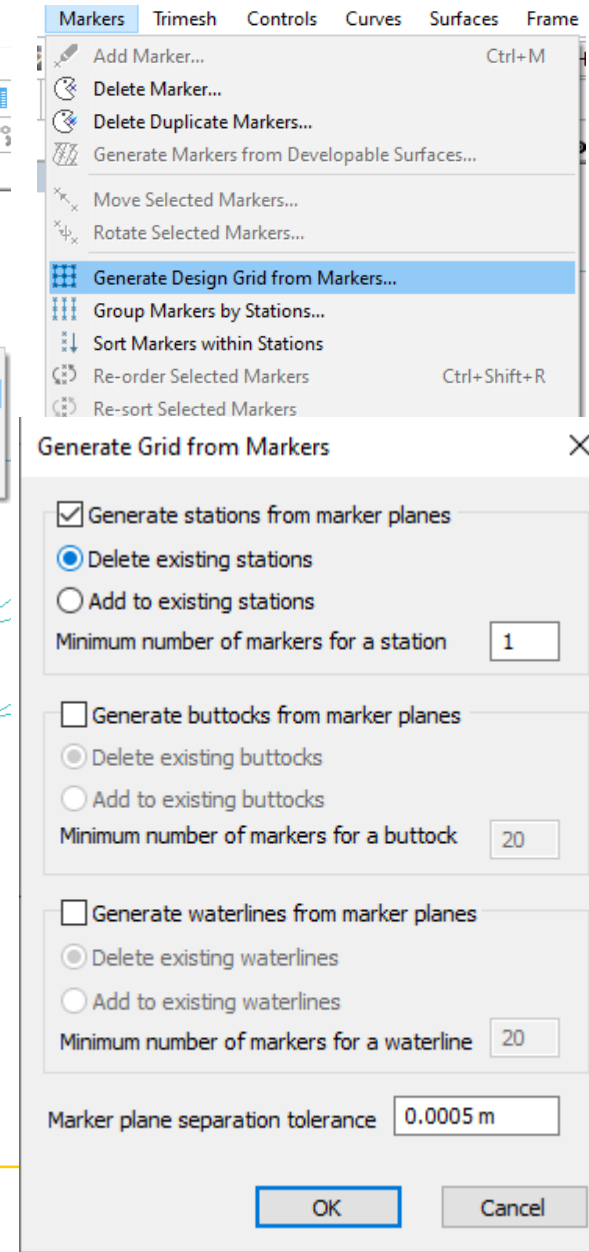 Markers Trimesh Controls Curves Surfaces Frame
Add Marker... Ctrl+M
Delete Marker...
Delete Duplicate Markers...
Generate Markers from Developable Surfaces...
Move Selected Markers...
Rotate Selected Markers...
Generate Design Grid from Markers...
Group Markers by Stations...
Sort Markers within Stations
Re-order Selected Markers Ctrl+Shift+R
Re-sort Selected Markers
Generate Grid from Markers
Generate stations from marker planes
Delete existing stations
Add to existing stations
Minimum number of markers for a station 1
Generate buttocks from marker planes
Delete existing buttocks
Add to existing buttocks
Minimum number of markers for a buttock 20
Generate waterlines from marker planes
Delete existing waterlines
Add to existing waterlines
Minimum number of markers for a waterline 20
Marker plane separation tolerance 0.0005 m
OK Cancel